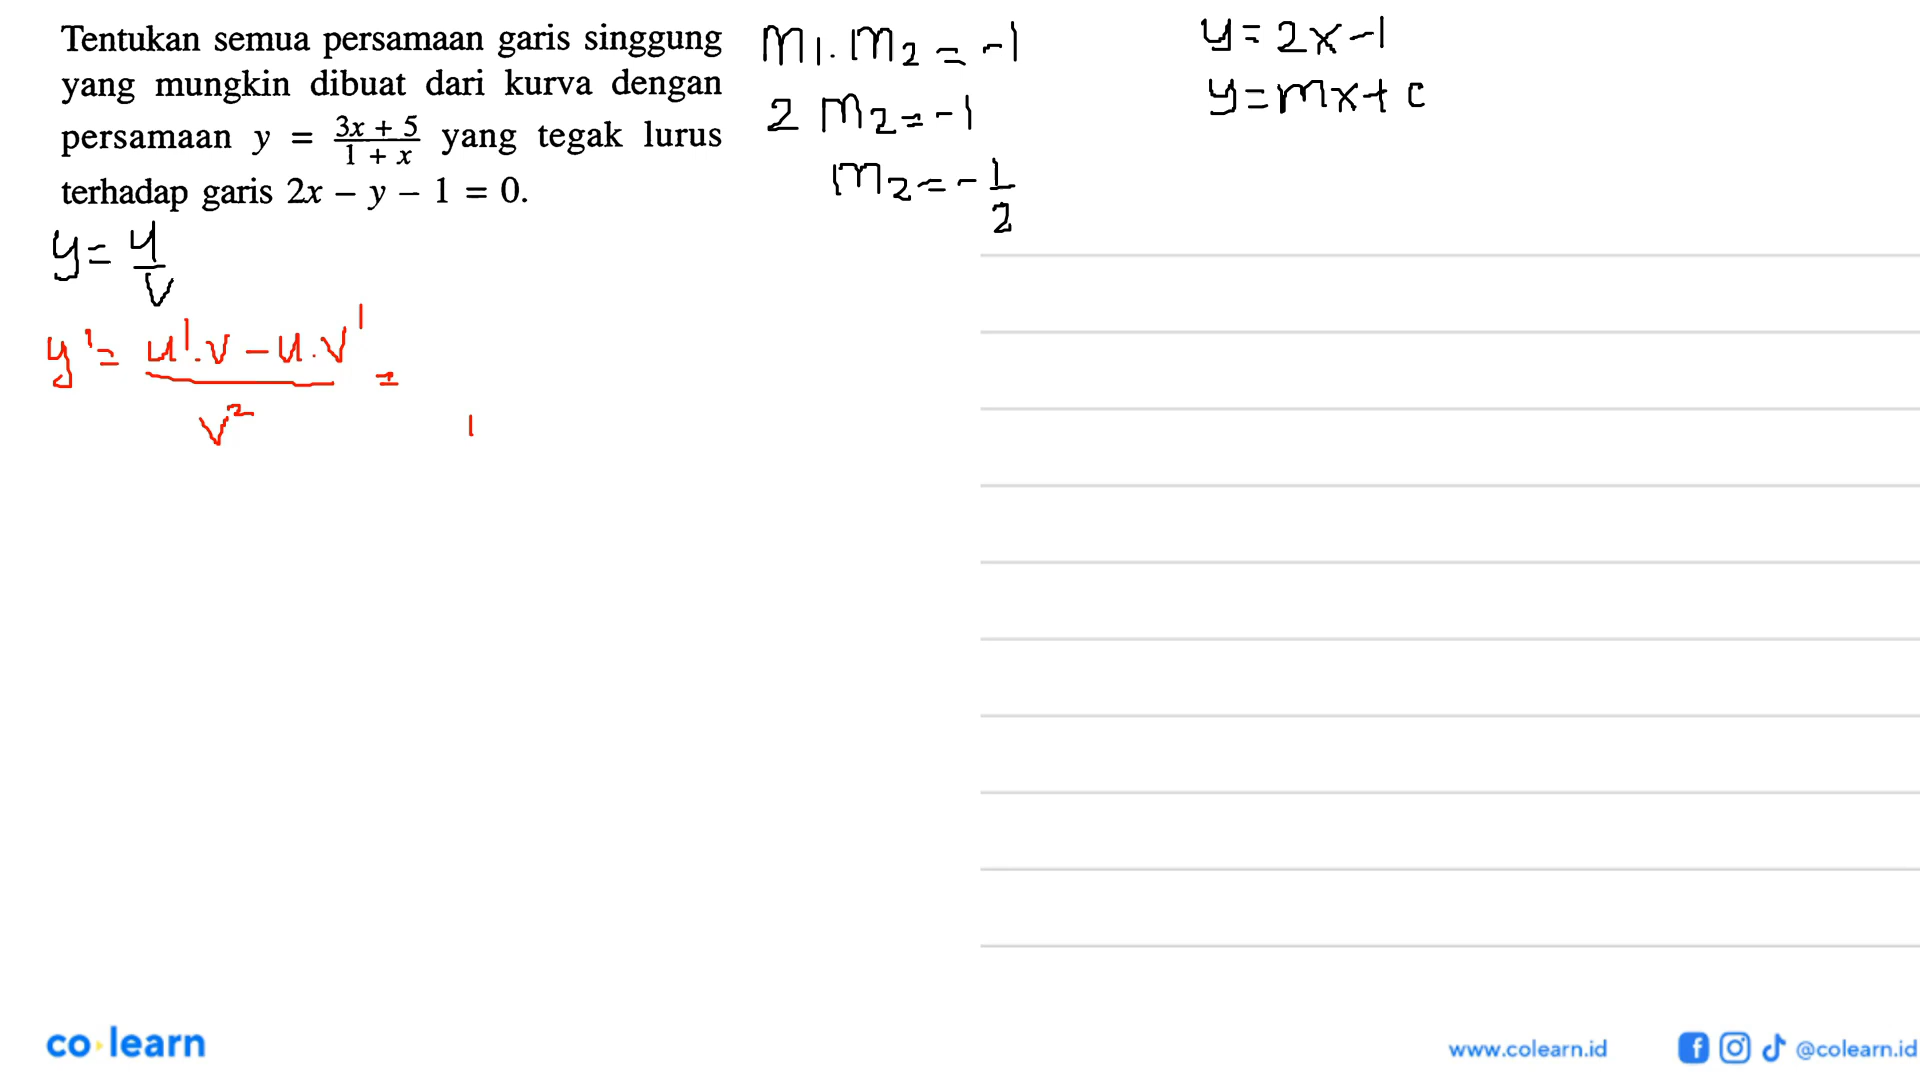 Tentukan semua persamaan garis singgung
yang mungkin dibuat dari kurva dengan
persamaan y = (3x + 5)/(1 + x) yang tegak lurus
terhadap garis 2x – y – 1 = 0.
m1 . m2 = -1
2 m2 = -1
m2 = -1/2
y = 2x - 1
y = mx + c
y = u/v
y' = (u'.v - u.v')/v² =
1
co learn
www.colearn.id
@colearn.id